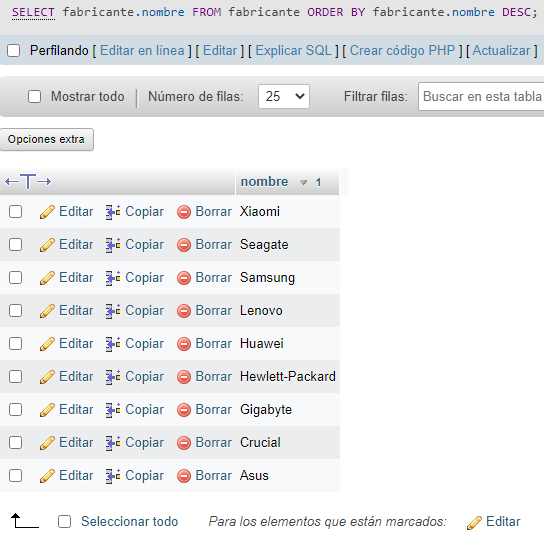 SELECT fabricante.nombre FROM fabricante ORDER BY fabricante.nombre DESC;
Perfilando [ Editar en línea ] [ Editar ] [ Explicar SQL ] [ Crear código PHP ] [ Actualizar ]
Mostrar todo Número de filas: 25 Filtrar filas: Buscar en esta tabla
Opciones extra
nombre 1
Editar Copiar Borrar Xiaomi
Editar Copiar Borrar Seagate
Editar Copiar Borrar Samsung
Editar Copiar Borrar Lenovo
Editar Copiar Borrar Huawei
Editar Copiar Borrar Hewlett-Packard
Editar Copiar Borrar Gigabyte
Editar Copiar Borrar Crucial
Editar Copiar Borrar Asus
Seleccionar todo Para los elementos que están marcados: Editar